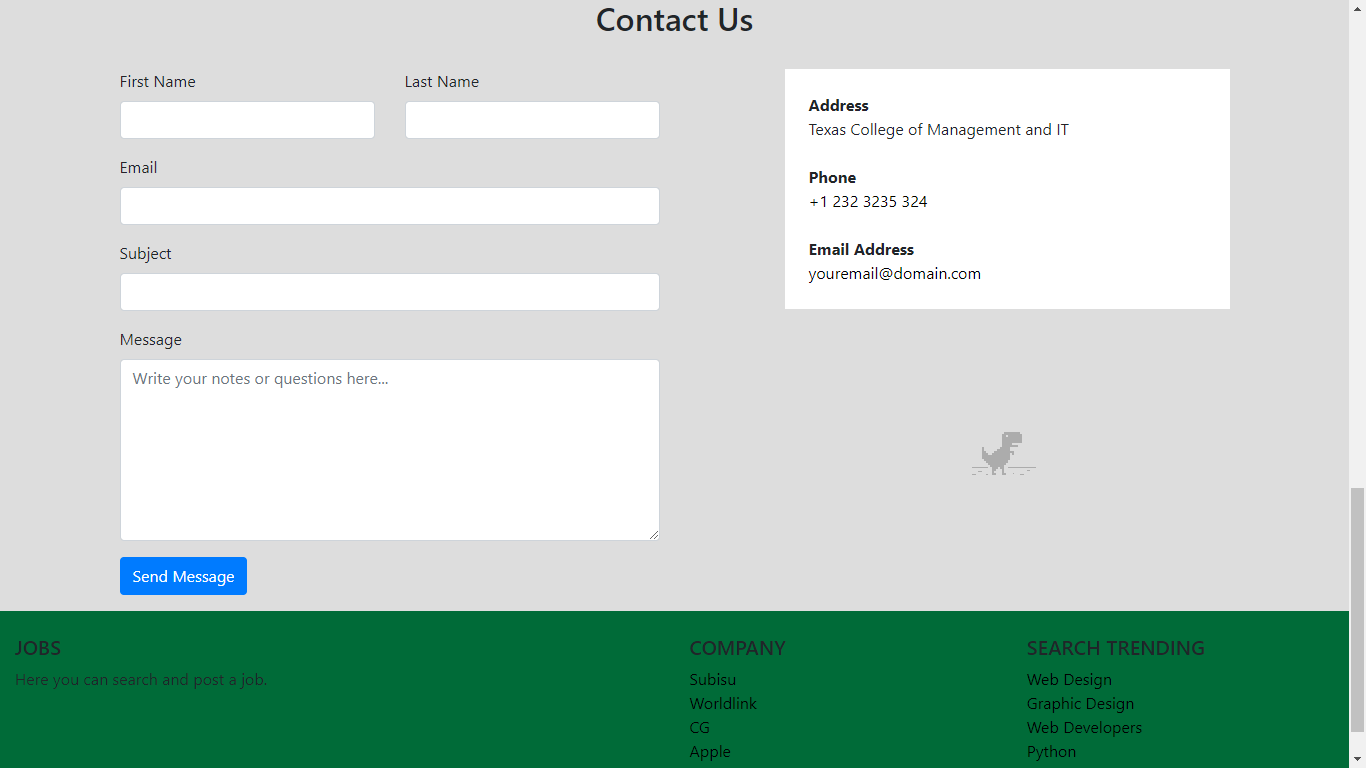 Contact Us
First Name
Last Name
Email
Subject
Message
Write your notes or questions here...
Send Message
Address
Texas College of Management and IT
Phone
+1 232 3235 324
Email Address
youremail@domain.com
JOBS
Here you can search and post a job.
COMPANY
Subisu
Worldlink
CG
Apple
SEARCH TRENDING
Web Design
Graphic Design
Web Developers
Python